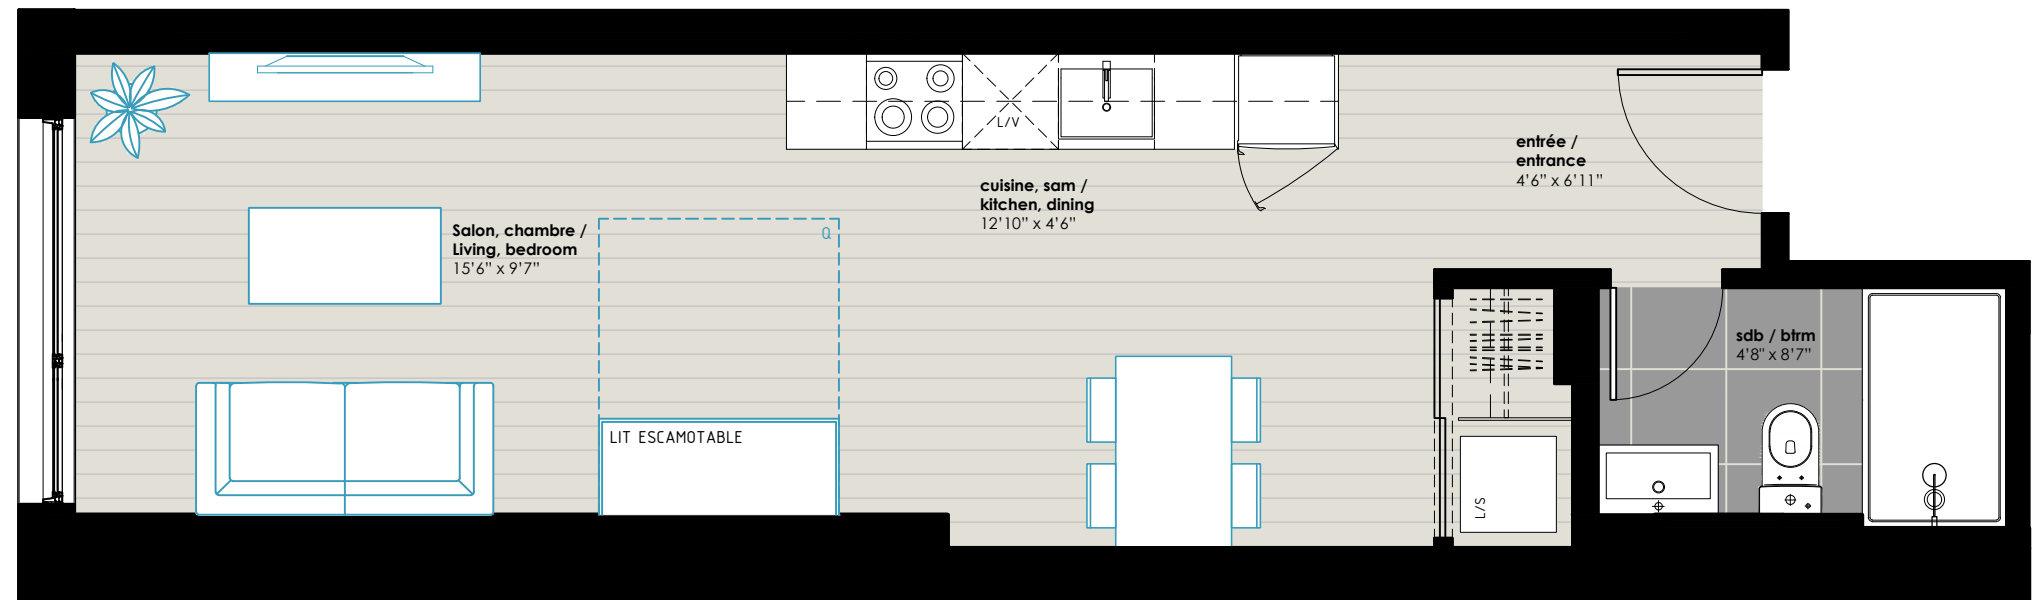 Salon, chambre /
Living, bedroom
15’6” x 9’7”
Q
LIT ESCAMOTABLE
L/V
cuisine, sam /
kitchen, dining
12’10” x 4’6”
entrée /
entrance
4’6” x 6’11”
L/S
sdb / btrm
4’8” x 8’7”